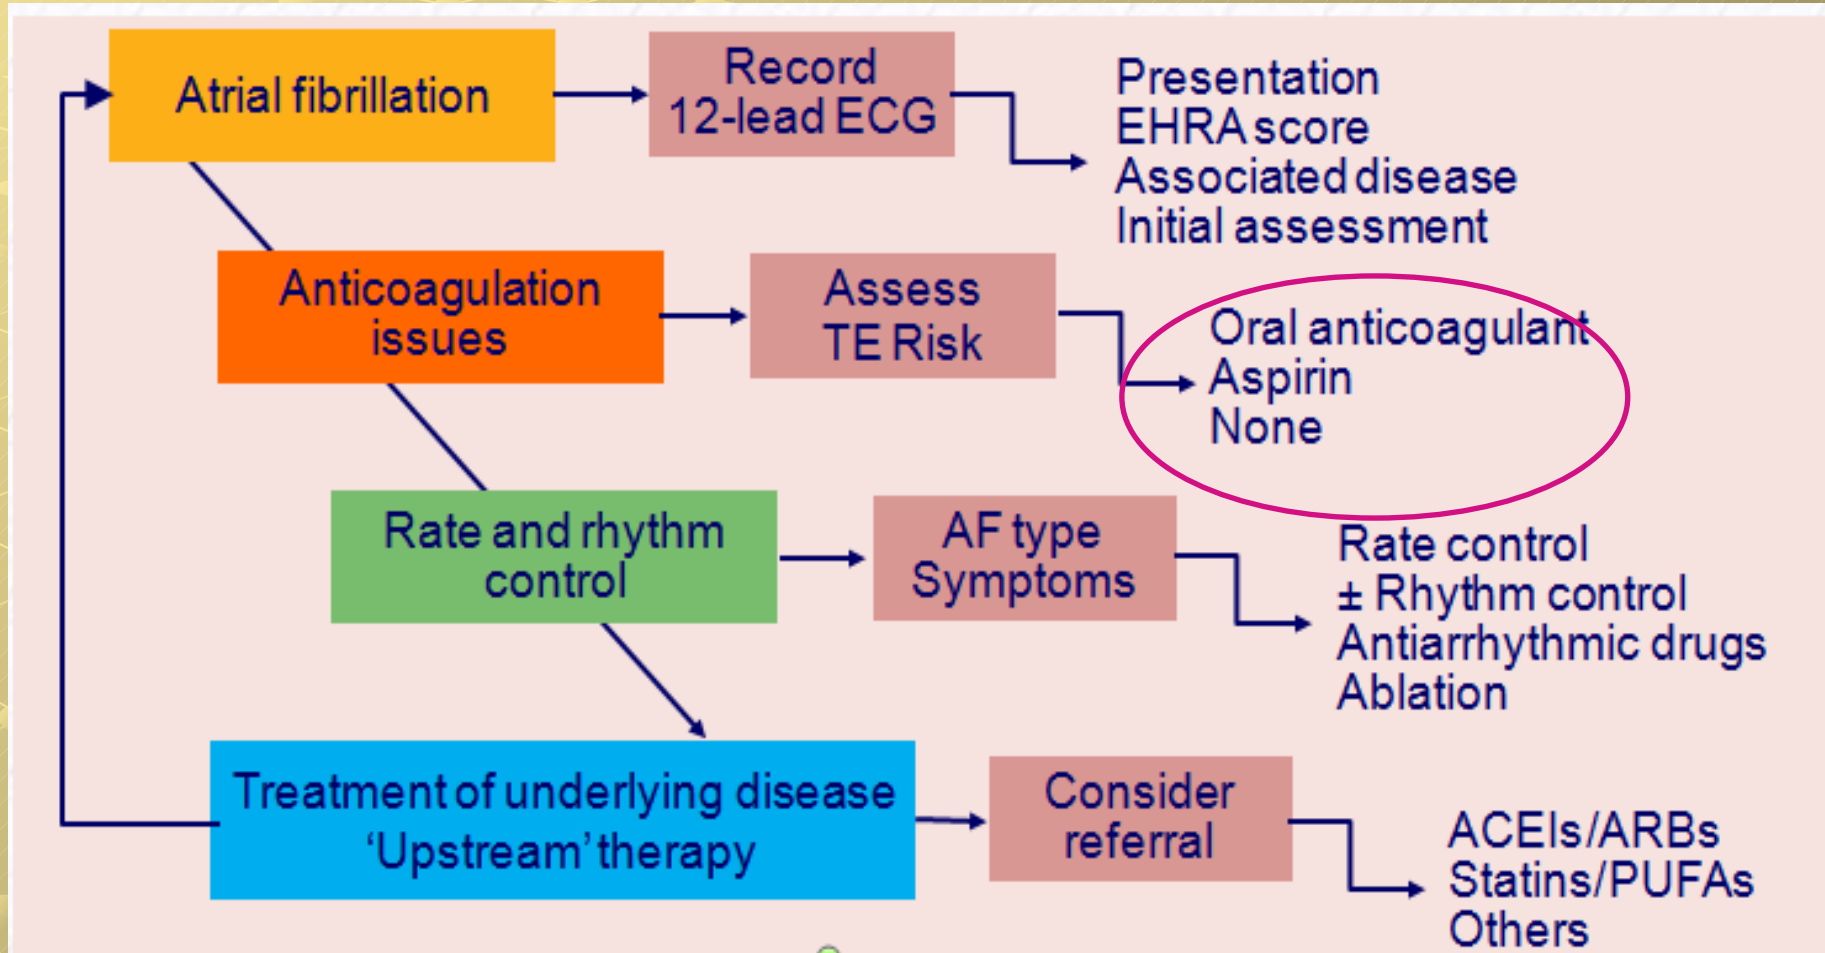 Atrial fibrillation
Record
12-lead ECG
Presentation
EHRA score
Associated disease
Initial assessment
Anticoagulation
issues
Assess
TE Risk
Oral anticoagulant
Aspirin
None
Rate and rhythm
control
AF type
Symptoms
Rate control
± Rhythm control
Antiarrhythmic drugs
Ablation
Treatment of underlying disease
‘Upstream’ therapy
Consider
referral
ACEIs/ARBs
Statins/PUFAs
Others